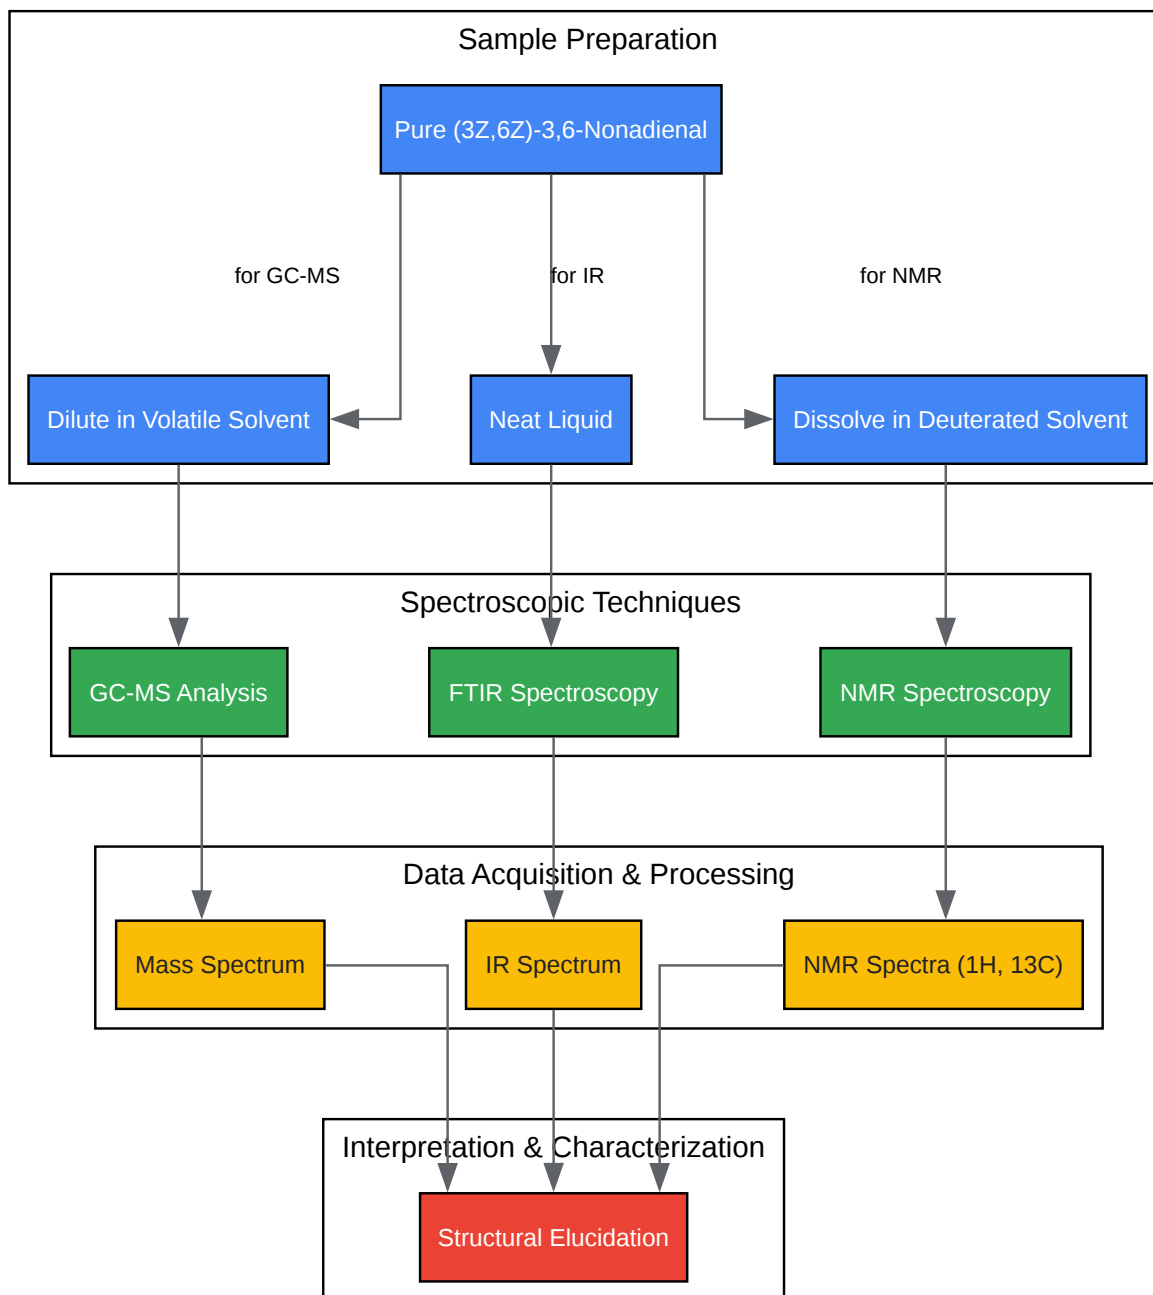 Sample Preparation
Pure (3Z,6Z)-3,6-Nonadienal
for GC-MS
for IR
for NMR
Dilute in Volatile Solvent
Neat Liquid
Dissolve in Deuterated Solvent
Spectroscopic Techniques
GC-MS Analysis
FTIR Spectroscopy
NMR Spectroscopy
Data Acquisition & Processing
Mass Spectrum
IR Spectrum
NMR Spectra (1H, 13C)
Interpretation & Characterization
Structural Elucidation